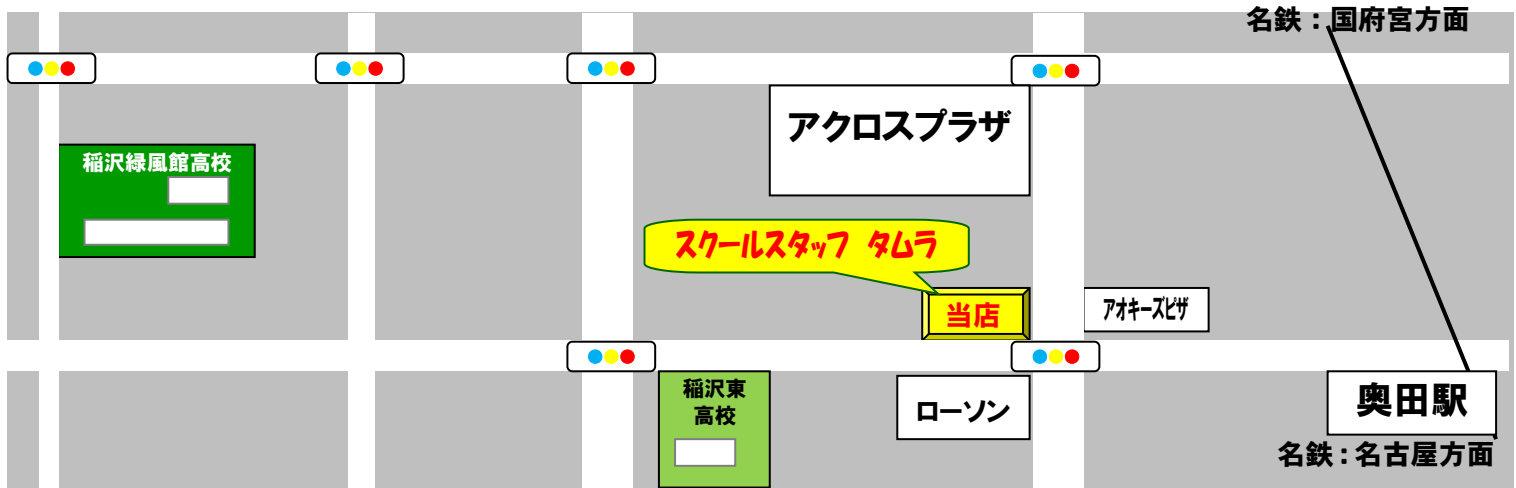 名鉄：国府宮方面
アクロスプラザ
稲沢緑風館高校
スクールスタッフ タムラ
当店
アオキーズピザ
稲沢東
高校
ローソン
奥田駅
名鉄：名古屋方面